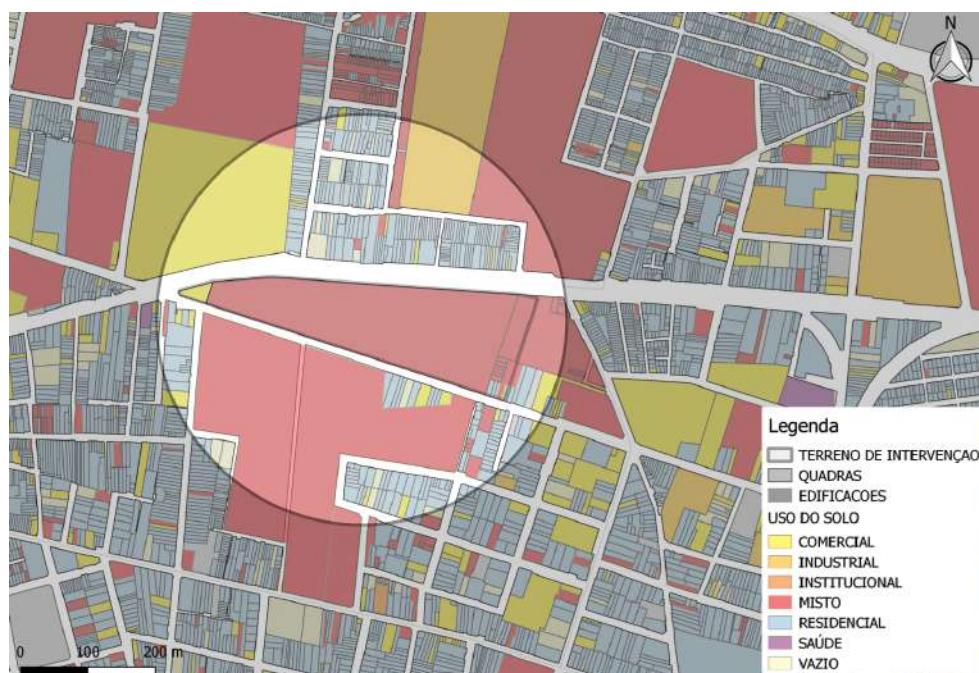 N
Legenda
TERRENO DE INTERVENÇÃO
QUADRAS
EDIFICACOES
USO DO SOLO
COMERCIAL
INDUSTRIAL
INSTITUCIONAL
MISTO
RESIDENCIAL
SAÚDE
VAZIO
0 100 200 m